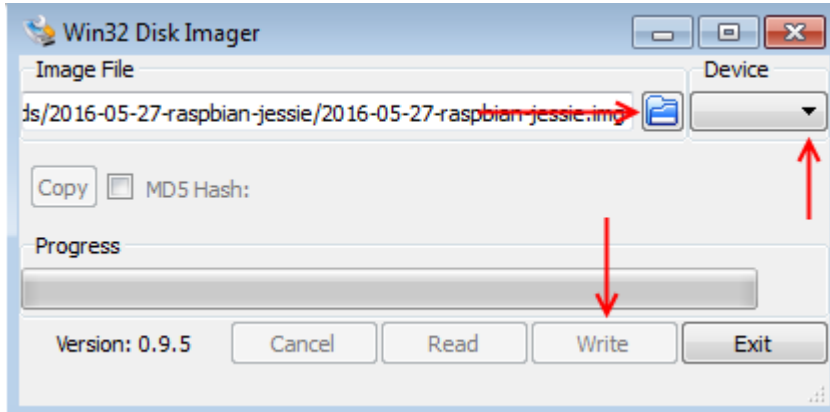 Win32 Disk Imager
Image File
Device
ds/2016-05-27-raspbian-jessie/2016-05-27-raspbian-jessie.img
Copy
MD5 Hash:
Progress
Version: 0.9.5
Cancel
Read
Write
Exit